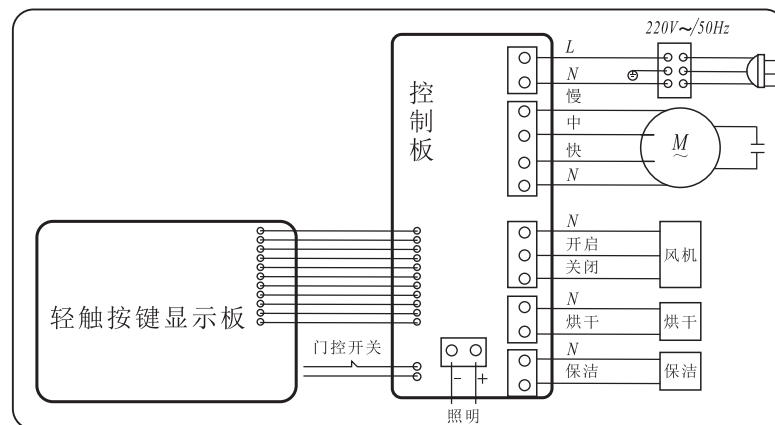 220V～/50Hz
L
N
控制板
慢
中
M
～
快
N
N
开启
风机
关闭
轻触按键显示板
N
烘干
烘干
门控开关
N
保洁
保洁
- +
照明